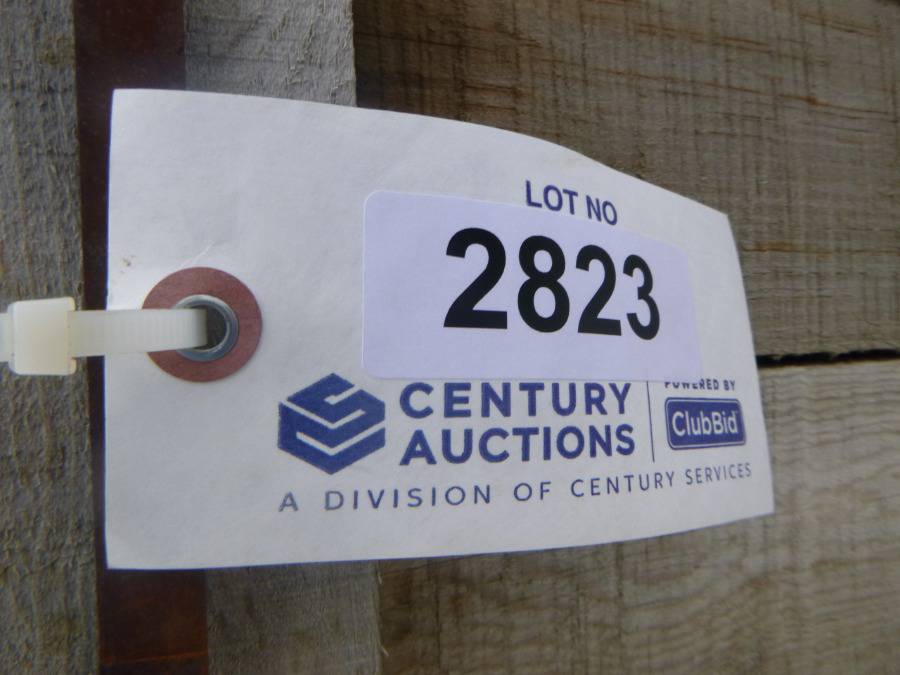 LOT NO
2823
CENTURY
AUCTIONS
POWERED BY
ClubBid
A DIVISION OF CENTURY SERVICES